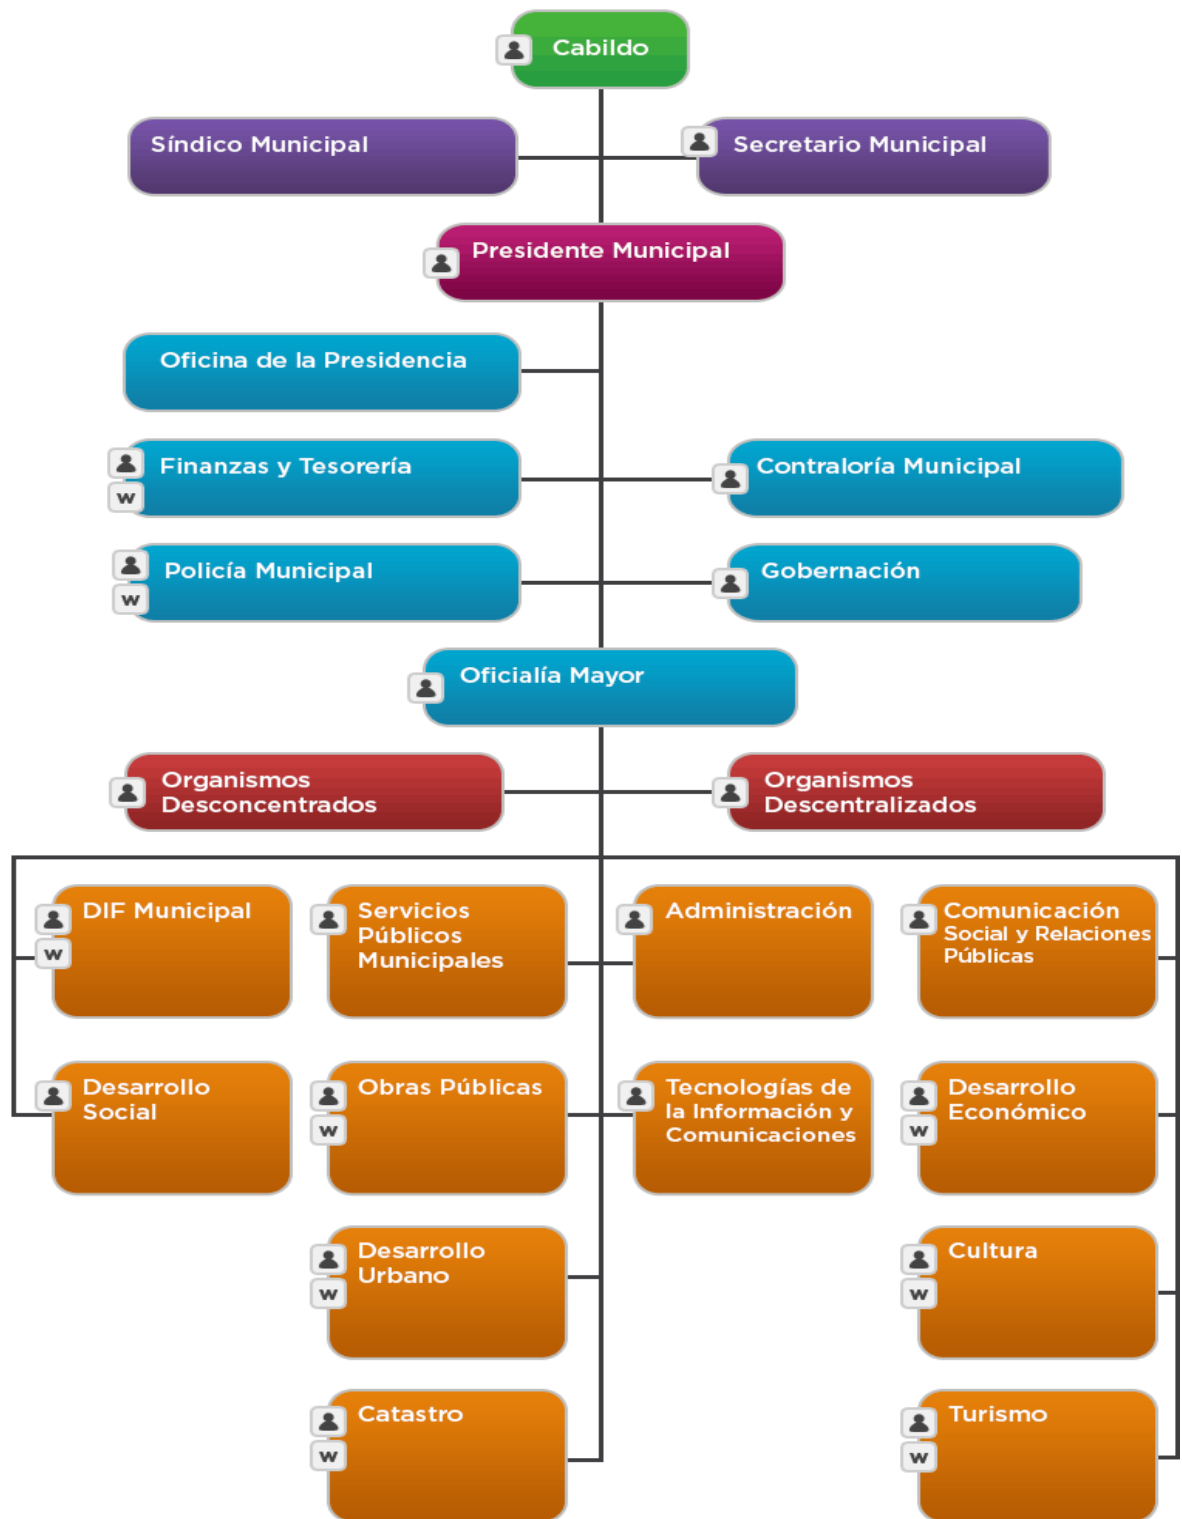 Cabildo
Síndico Municipal
Secretario Municipal
Presidente Municipal
Oficina de la Presidencia
Finanzas y Tesorería
w
Contraloría Municipal
Policía Municipal
w
Gobernación
Oficialía Mayor
Organismos
Desconcentrados
Organismos
Descentralizados
DIF Municipal
w
Servicios
Públicos
Municipales
Administración
Comunicación
Social y Relaciones
Públicas
Desarrollo
Social
Obras Públicas
w
Tecnologías de
la Información y
Comunicaciones
Desarrollo
Económico
w
Desarrollo
Urbano
w
Cultura
w
Catastro
w
Turismo
w